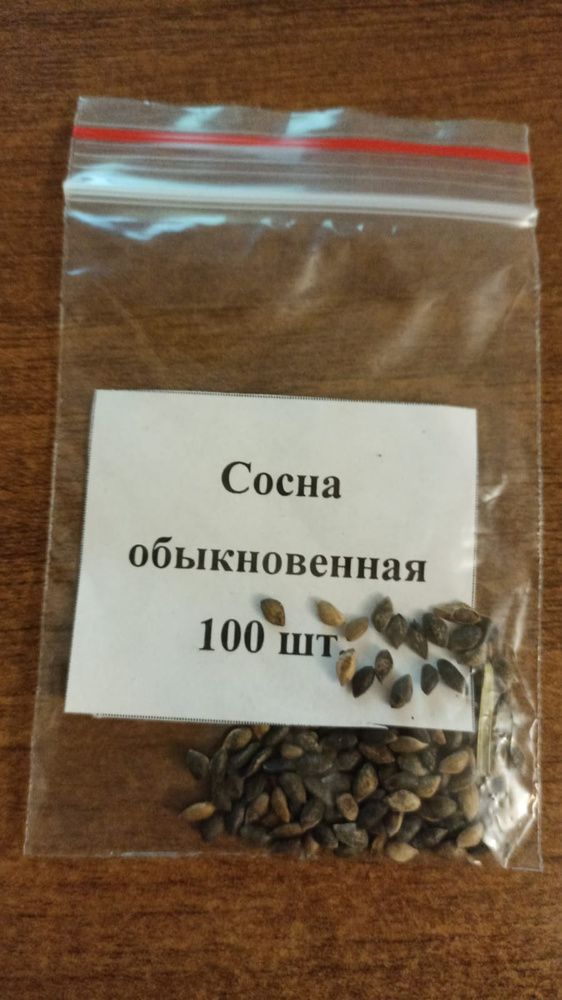 Сосна
обыкновенная
100 шт.